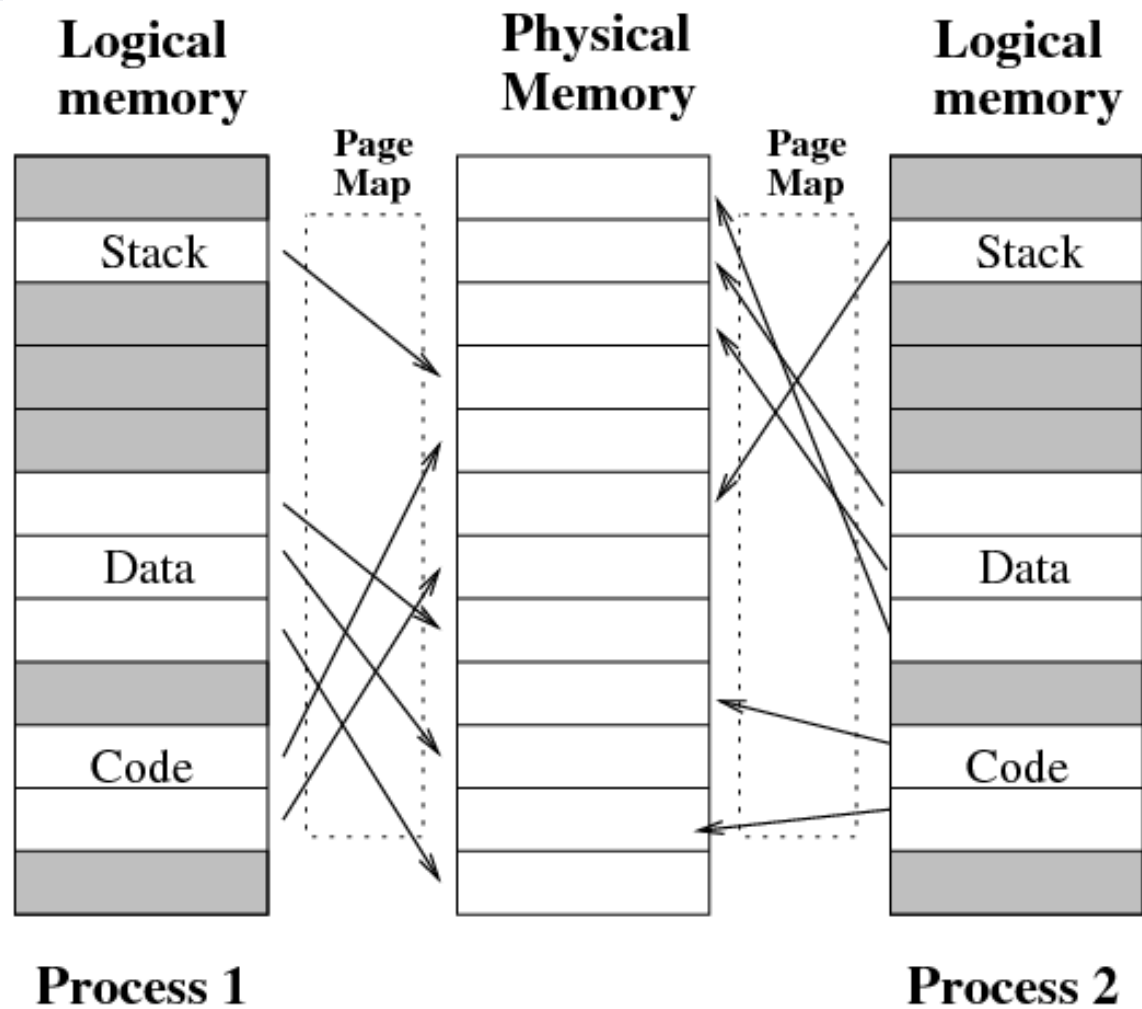 Logical
memory
Physical
Memory
Logical
memory
Page
Map
Page
Map
Stack
Stack
Data
Data
Code
Code
Process 1
Process 2